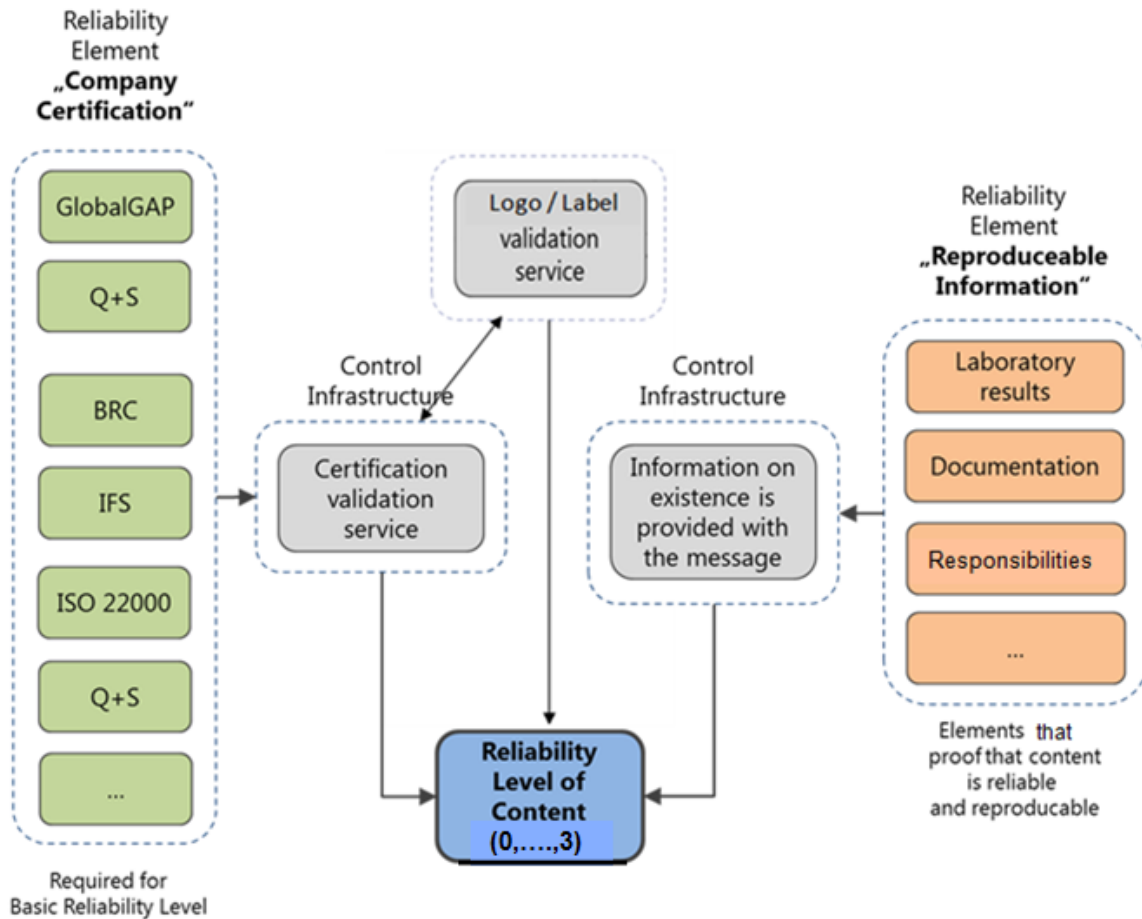 Reliability
Element
„Company
Certification“
GlobalGAP
Q+S
BRC
IFS
ISO 22000
Q+S
...
Required for
Basic Reliability Level
Logo / Label
validation
service
Control
Infrastructure
Certification
validation
service
Control
Infrastructure
Information on
existence is
provided with
the message
Reliability
Level of
Content
(0,....,3)
Reliability
Element
„Reproduceable
Information“
Laboratory
results
Documentation
Responsibilities
...
Elements that
proof that content
is reliable
and reproducable